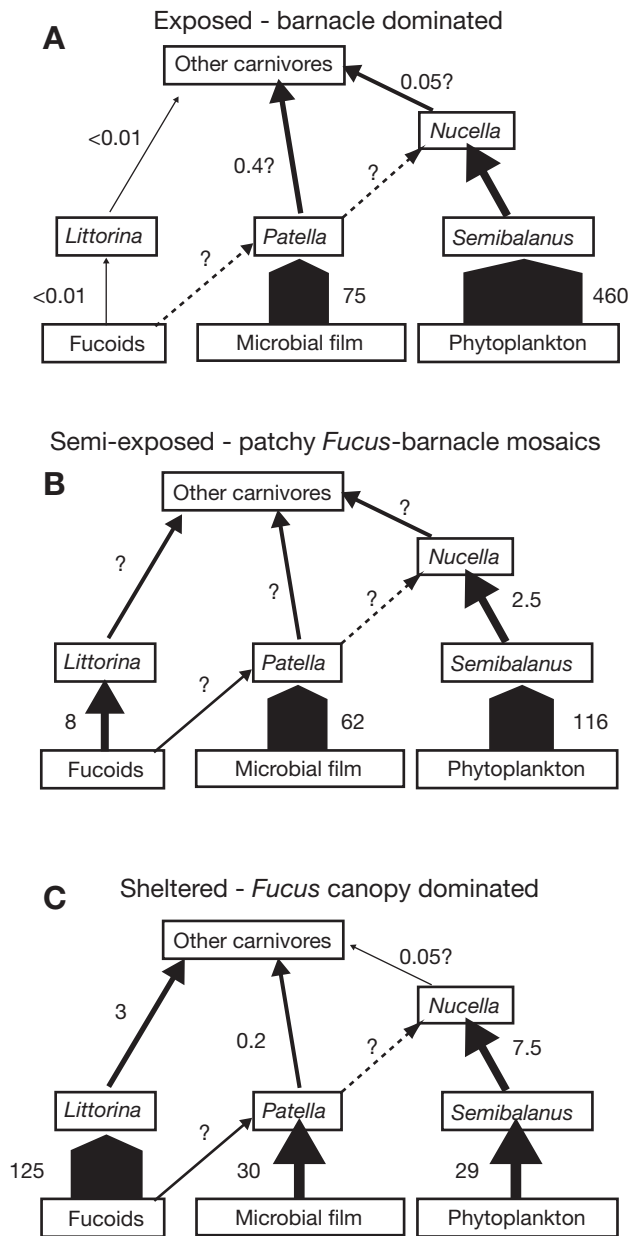 A
Exposed - barnacle dominated
Other carnivores
0.05?
Nucella
<0.01
0.4?
?
Littorina
Patella
Semibalanus
?
<0.01
75
460
Fucoids
Microbial film
Phytoplankton
Semi-exposed - patchy Fucus-barnacle mosaics
B
Other carnivores
?
Nucella
?
?
?
2.5
Littorina
Patella
Semibalanus
?
8
62
116
Fucoids
Microbial film
Phytoplankton
C
Sheltered - Fucus canopy dominated
Other carnivores
0.05?
Nucella
3
0.2
?
7.5
Littorina
Patella
Semibalanus
?
125
30
29
Fucoids
Microbial film
Phytoplankton